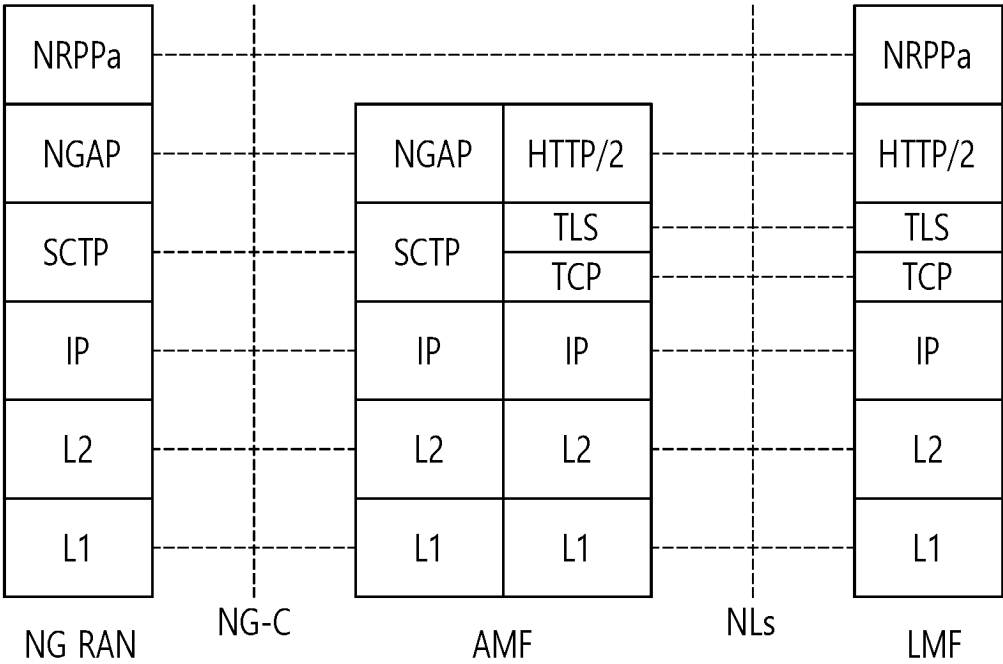 NRPPa NRPPa
NGAP NGAP HTTP/2 HTTP/2
SCTP SCTP TLS TLS
TCP TCP
IP IP IP IP
L2 L2 L2 L2
L1 L1 L1 L1
NG-C NLs
NG RAN AMF LMF